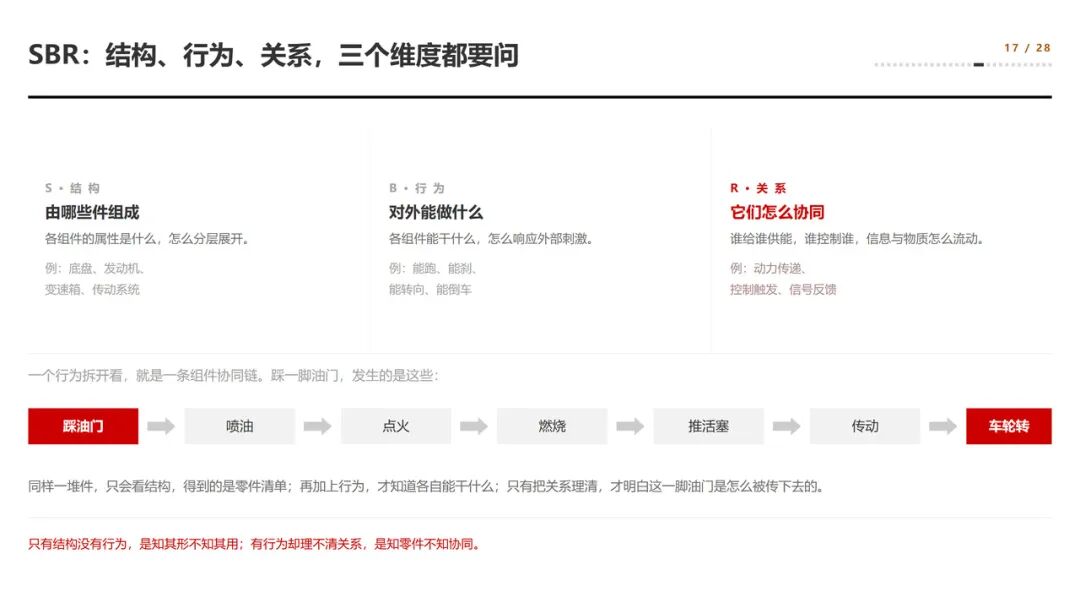 SBR：结构、行为、关系，三个维度都要问
17 / 28
S · 结构
由哪些件组成
各组件的属性是什么，怎么分层展开。
例：底盘、发动机、
变速箱、传动系统
B · 行为
对外能做什么
各组件能干什么，怎么响应外部刺激。
例：能跑、能刹、
能转向、能倒车
R · 关系
它们怎么协同
谁给谁供能，谁控制谁，信息与物质怎么流动。
例：动力传递、
控制触发、信号反馈
一个行为拆开看，就是一条组件协同链。踩一脚油门，发生的是这些：
踩油门
喷油
点火
燃烧
推活塞
传动
车轮转
同样一堆件，只会看结构，得到的是零件清单；再加上行为，才知道各自能干什么；只有把关系理清，才明白这一脚油门是怎么被传下去的。
只有结构没有行为，是知其形不知其用；有行为却理不清关系，是知零件不知协同。